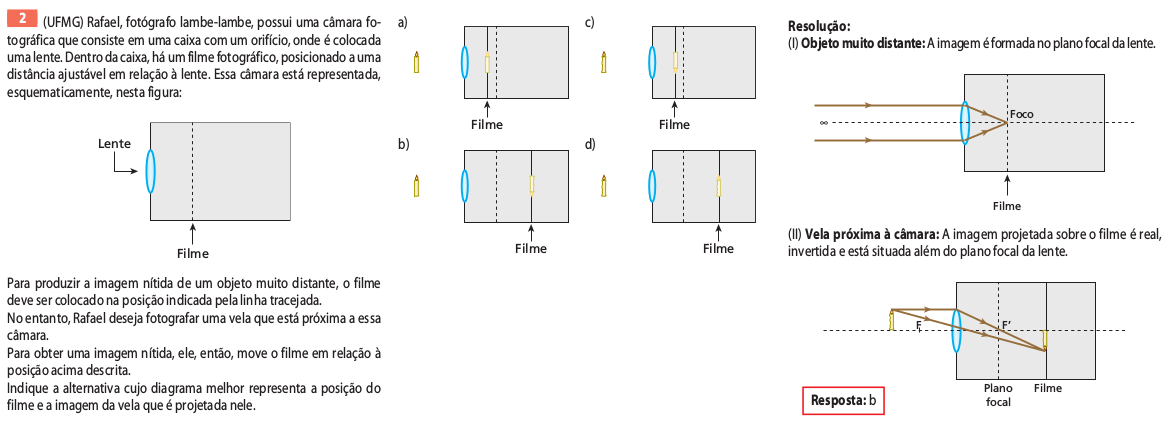 2 (UFMG) Rafael, fotógrafo lambe-lambe, possui uma câmara fo-
tográfica que consiste em uma caixa com um orifício, onde é colocada
uma lente. Dentro da caixa, há um filme fotográfico, posicionado a uma
distância ajustável em relação à lente. Essa câmara está representada,
esquematicamente, nesta figura:
Lente
Filme
Para produzir a imagem nítida de um objeto muito distante, o filme
deve ser colocado na posição indicada pela linha tracejada.
No entanto, Rafael deseja fotografar uma vela que está próxima a essa
câmara.
Para obter uma imagem nítida, ele, então, move o filme em relação à
posição acima descrita.
Indique a alternativa cujo diagrama melhor representa a posição do
filme e a imagem da vela que é projetada nele.
a)
Filme
b)
Filme
c)
Filme
d)
Filme
Resolução:
(I) Objeto muito distante: A imagem é formada no plano focal da lente.
∞
Foco
Filme
(II) Vela próxima à câmara: A imagem projetada sobre o filme é real,
invertida e está situada além do plano focal da lente.
F
F'
Plano
focal
Filme
Resposta: b